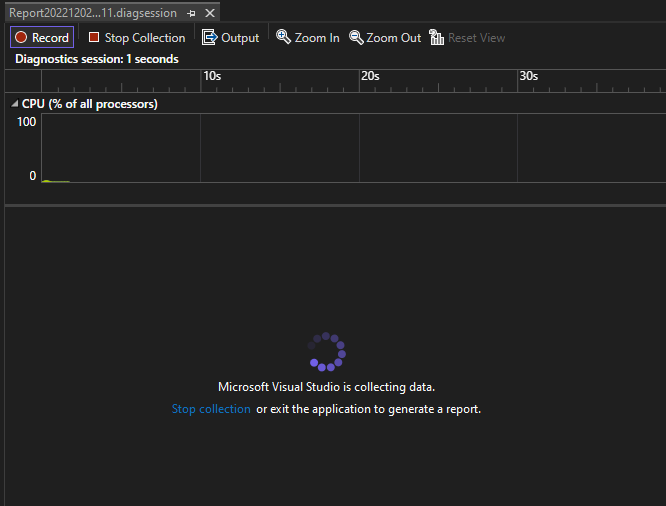 Report20221202...11.diagsession
Record Stop Collection Output Zoom In Zoom Out Reset View
Diagnostics session: 1 seconds
10s 20s 30s
CPU (% of all processors)
100
0
Microsoft Visual Studio is collecting data.
Stop collection or exit the application to generate a report.